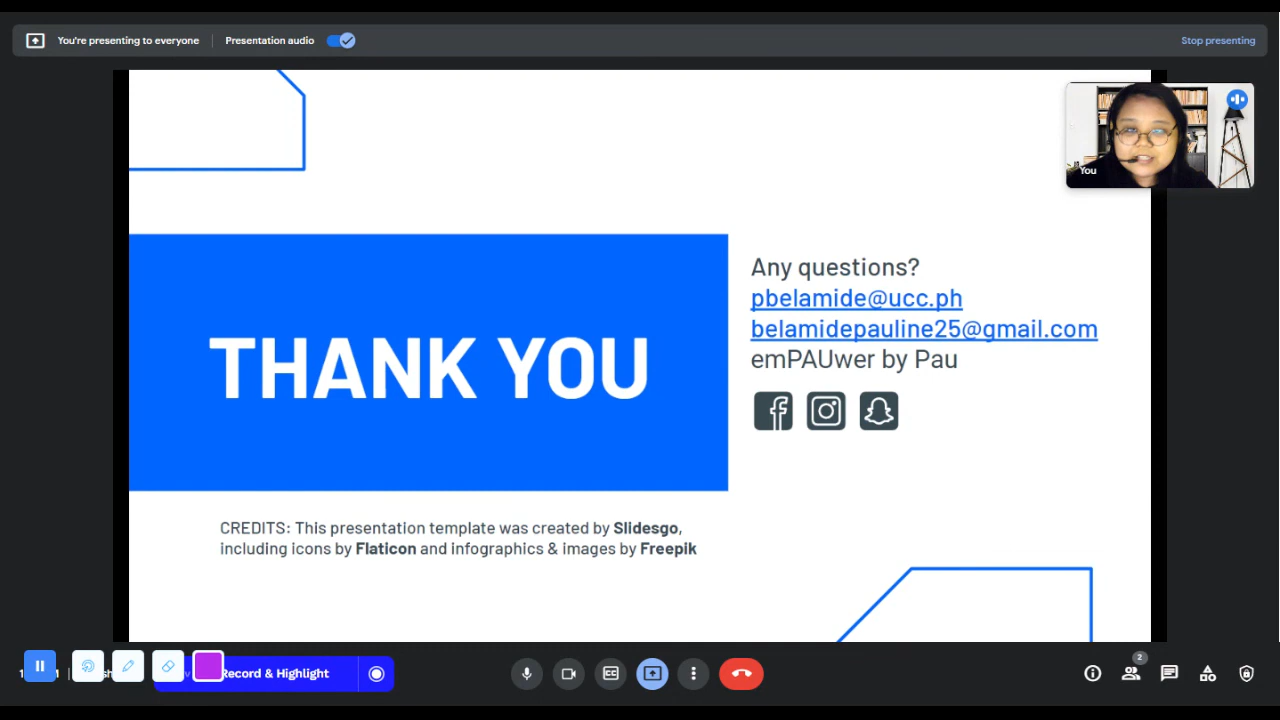 You're presenting to everyone
Presentation audio
Stop presenting
You
Any questions?
pbelamide@ucc.ph
belamidepauline25@gmail.com
emPAUwer by Pau
THANK YOU
CREDITS: This presentation template was created by Slidesgo,
including icons by Flaticon and infographics & images by Freepik
Record & Highlight
2